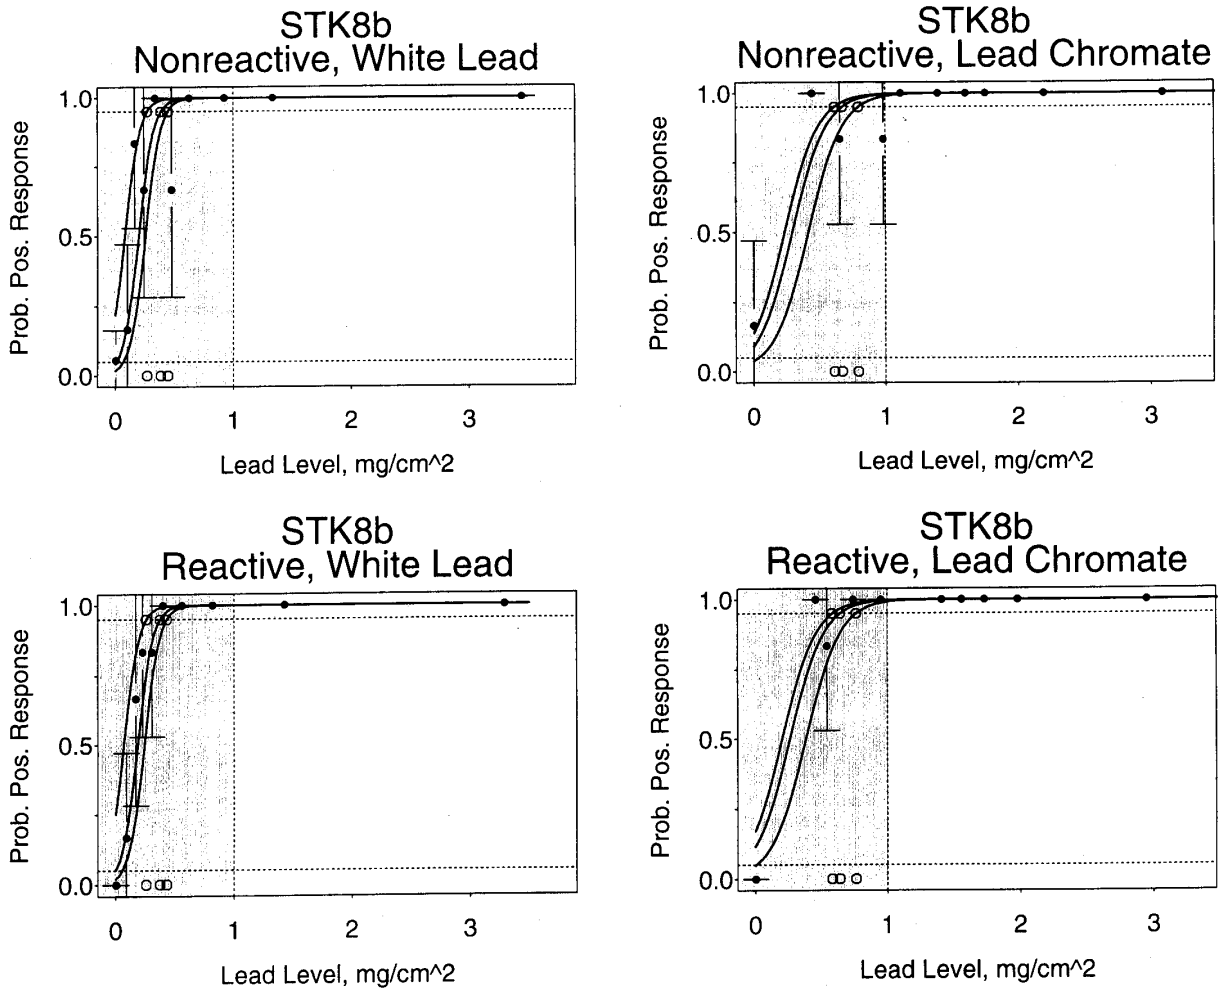 STK8b
Nonreactive, White Lead
Prob. Pos. Response
1.0
0.5
0.0
0
1
2
3
Lead Level, mg/cm^2
STK8b
Nonreactive, Lead Chromate
Prob. Pos. Response
1.0
0.5
0.0
0
1
2
3
Lead Level, mg/cm^2
STK8b
Reactive, White Lead
Prob. Pos. Response
1.0
0.5
0.0
0
1
2
3
Lead Level, mg/cm^2
STK8b
Reactive, Lead Chromate
Prob. Pos. Response
1.0
0.5
0.0
0
1
2
3
Lead Level, mg/cm^2